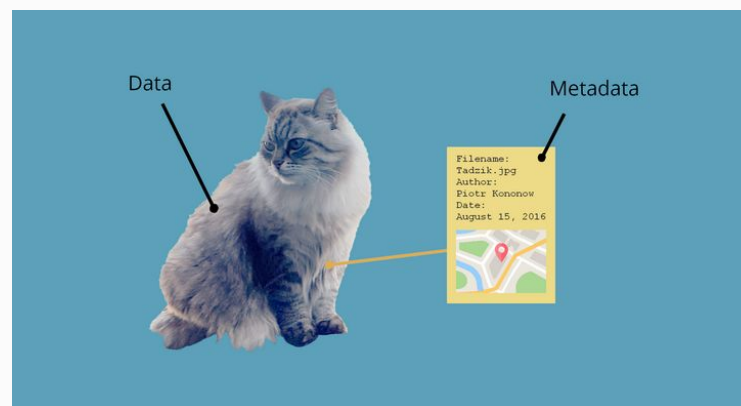 Data
Metadata
Filename:
Tadzik.jpg
Author:
Piotr Kononow
Date:
August 15, 2016